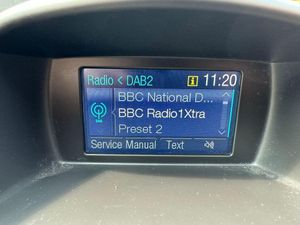 Radio < DAB2 i 11:20
BBC National D...
BBC Radio1Xtra
Preset 2
Service Manual Text